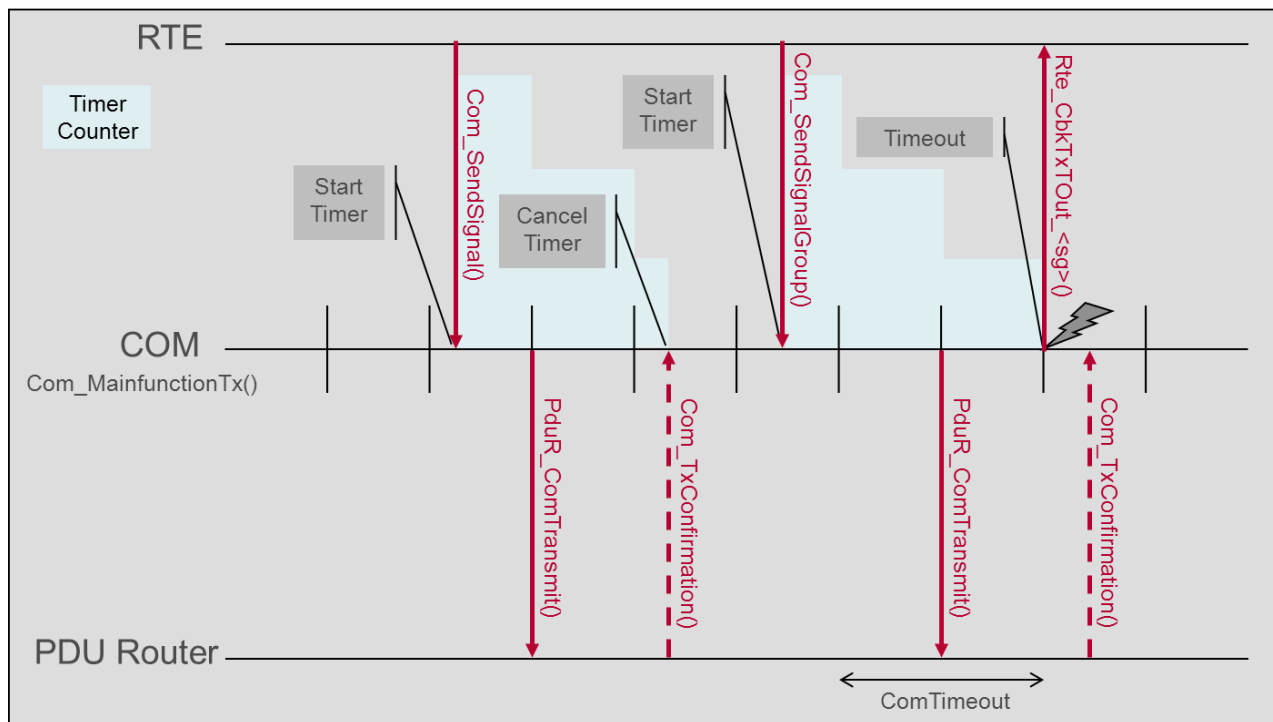 RTE
Timer
Counter
Start
Timer
Com_SendSignal()
Cancel
Timer
Start
Timer
Com_SendSignalGroup()
Timeout
Rte_CbkTxTOut_<sg>()
COM
Com_MainfunctionTx()
PduR_ComTransmit()
Com_TxConfirmation()
PduR_ComTransmit()
Com_TxConfirmation()
PDU Router
ComTimeout